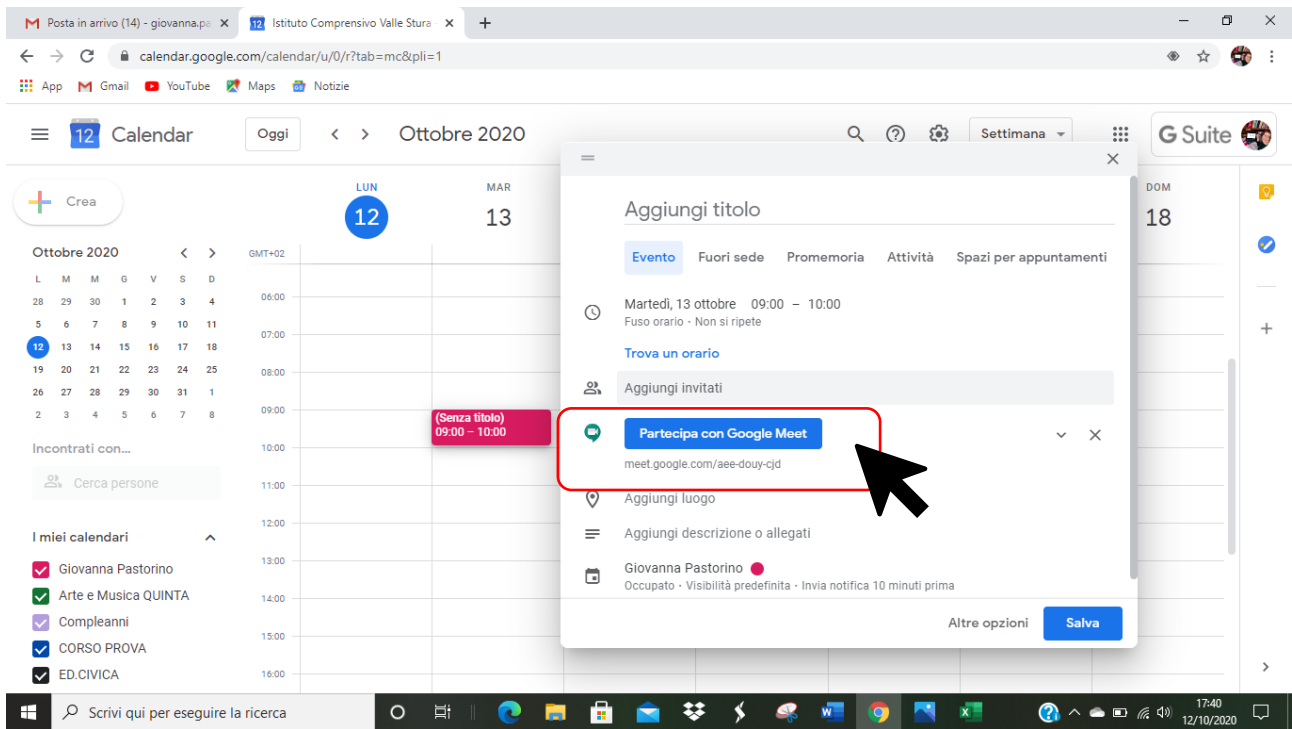 Posta in arrivo (14) - giovanna.pa
12 Istituto Comprensivo Valle Stura -
calendar.google.com/calendar/u/0/r?tab=mc&pli=1
App Gmail YouTube Maps Notizie
12 Calendar Oggi Ottobre 2020 Settimana G Suite
Crea
LUN MAR DOM
12 13 18
Ottobre 2020
GMT+02
L M M G V S D
28 29 30 1 2 3 4
5 6 7 8 9 10 11
12 13 14 15 16 17 18
19 20 21 22 23 24 25
26 27 28 29 30 31 1
2 3 4 5 6 7 8
Incontrati con...
Cerca persone
I miei calendari
Giovanna Pastorino
Arte e Musica QUINTA
Compleanni
CORSO PROVA
ED.CIVICA
06:00
07:00
08:00
09:00
10:00
11:00
12:00
13:00
14:00
15:00
16:00
(Senza titolo)
09:00 – 10:00
Aggiungi titolo
Evento Fuori sede Promemoria Attività Spazi per appuntamenti
Martedì, 13 ottobre 09:00 – 10:00
Fuso orario · Non si ripete
Trova un orario
Aggiungi invitati
Partecipa con Google Meet
meet.google.com/aee-douy-cjd
Aggiungi luogo
Aggiungi descrizione o allegati
Giovanna Pastorino
Occupato · Visibilità predefinita · Invia notifica 10 minuti prima
Altre opzioni Salva
Scrivi qui per eseguire la ricerca
17:40
12/10/2020